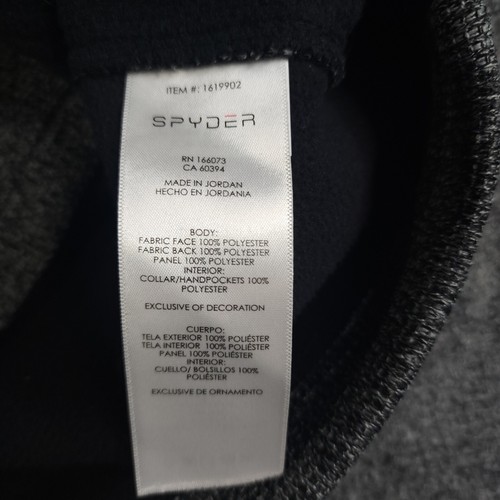 ITEM #: 1619902
SPYDER
RN 166073
CA 60394
MADE IN JORDAN
HECHO EN JORDANIA
BODY:
FABRIC FACE 100% POLYESTER
FABRIC BACK 100% POLYESTER
PANEL 100% POLYESTER
INTERIOR:
COLLAR/HANDPOCKETS 100%
POLYESTER
EXCLUSIVE OF DECORATION
CUERPO:
TELA EXTERIOR 100% POLIÉSTER
TELA INTERIOR 100% POLIÉSTER
PANEL 100% POLIÉSTER
INTERIOR:
CUELLO/ BOLSILLOS 100%
POLIÉSTER
EXCLUSIVE DE ORNAMENTO